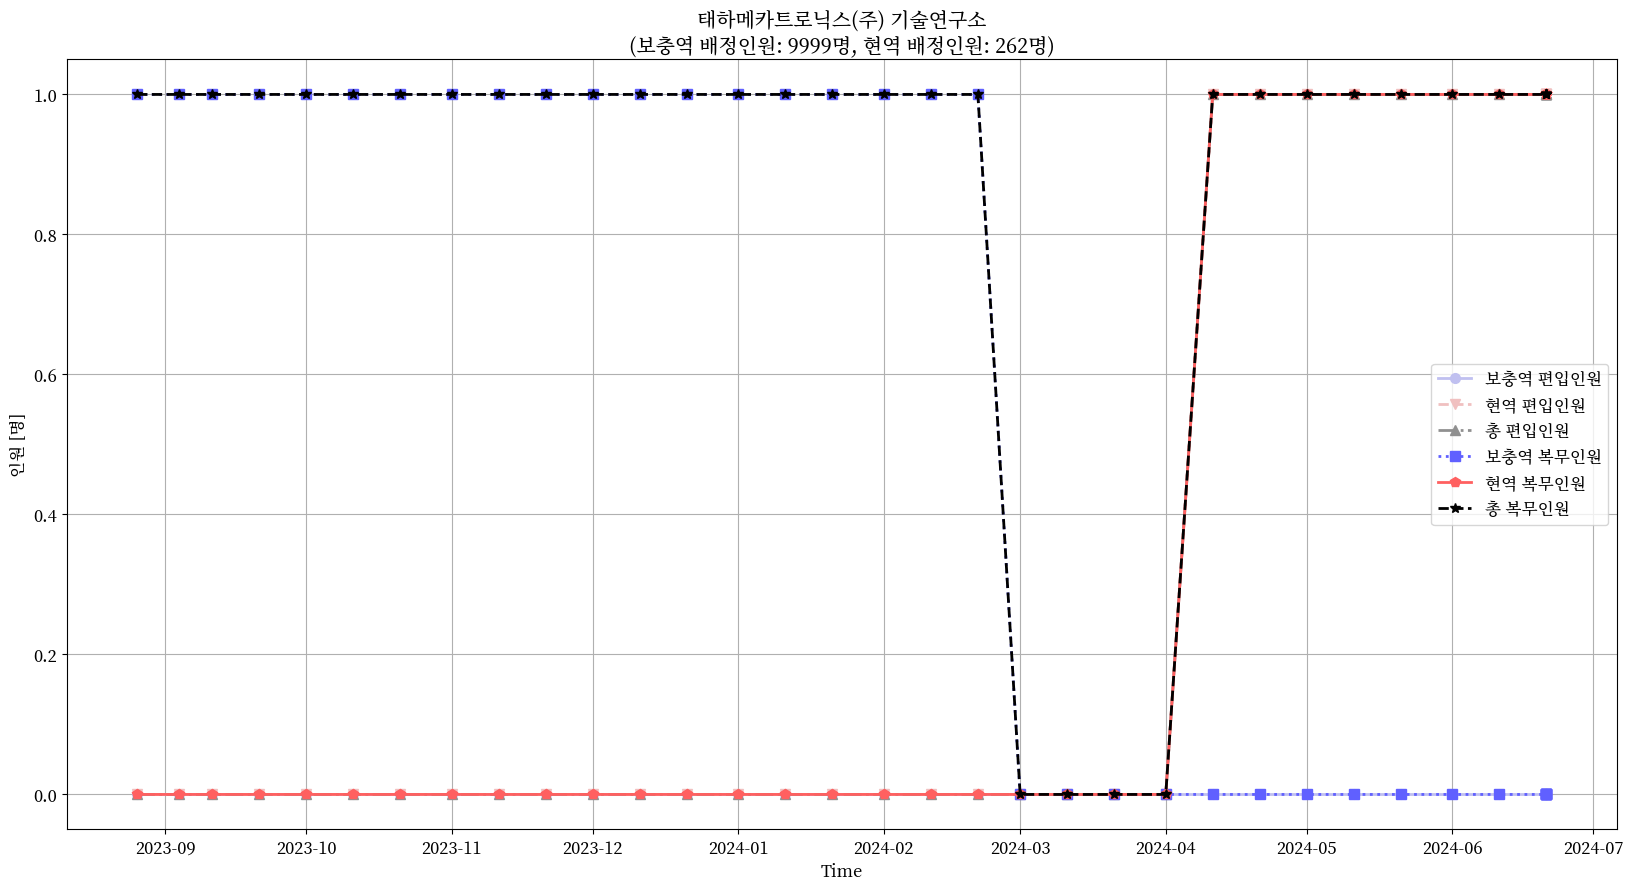 태하메카트로닉스(주) 기술연구소
(보충역 배정인원: 9999명, 현역 배정인원: 262명)
인원 [명]
1.0
0.8
0.6
0.4
0.2
0.0
보충역 편입인원
현역 편입인원
총 편입인원
보충역 복무인원
현역 복무인원
총 복무인원
2023-09 2023-10 2023-11 2023-12 2024-01 2024-02 2024-03 2024-04 2024-05 2024-06 2024-07
Time